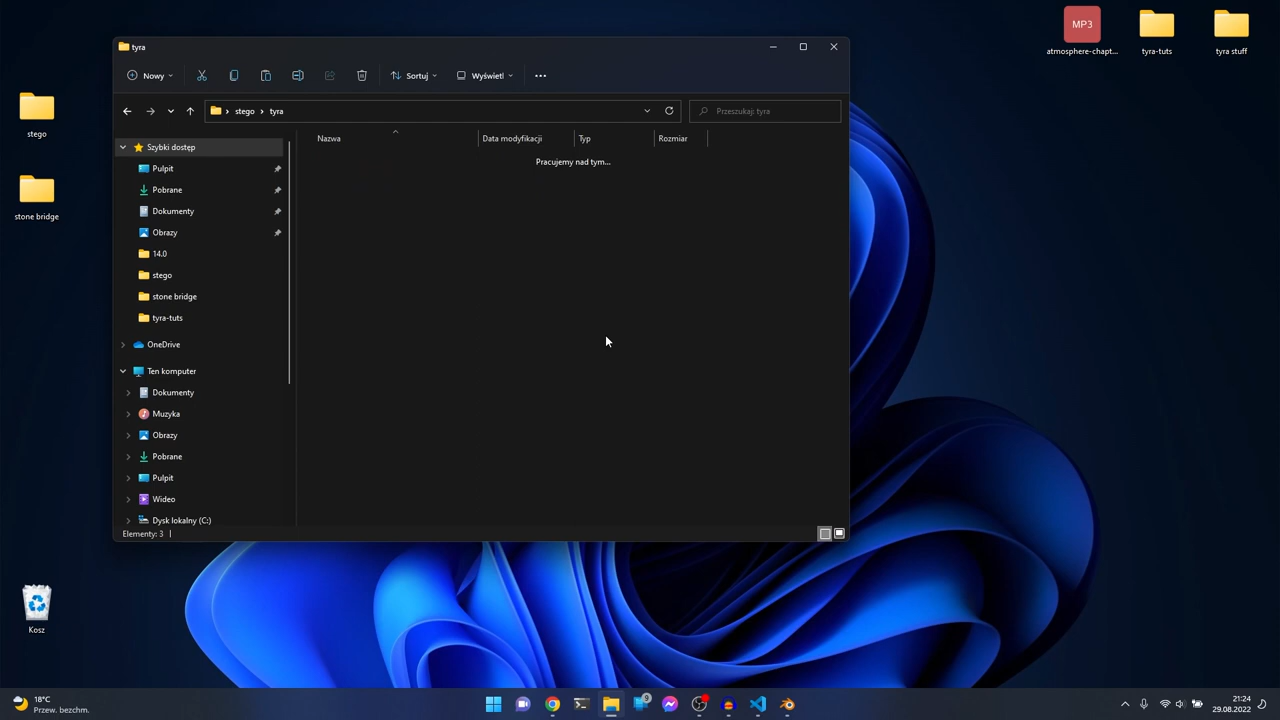 MP3
atmosphere-chapt...
tyra-tuts
tyra stuff
stego
stone bridge
Kosz
tyra
Nowy
Sortuj
Wyświetl
stego
tyra
Przeszukaj: tyra
Nazwa
Data modyfikacji
Typ
Rozmiar
Pracujemy nad tym...
Szybki dostęp
Pulpit
Pobrane
Dokumenty
Obrazy
14.0
stego
stone bridge
tyra-tuts
OneDrive
Ten komputer
Dokumenty
Muzyka
Obrazy
Pobrane
Pulpit
Wideo
Dysk lokalny (C:)
Elementy: 3
18°C
Przew. bezchm.
9
21:24
29.08.2022